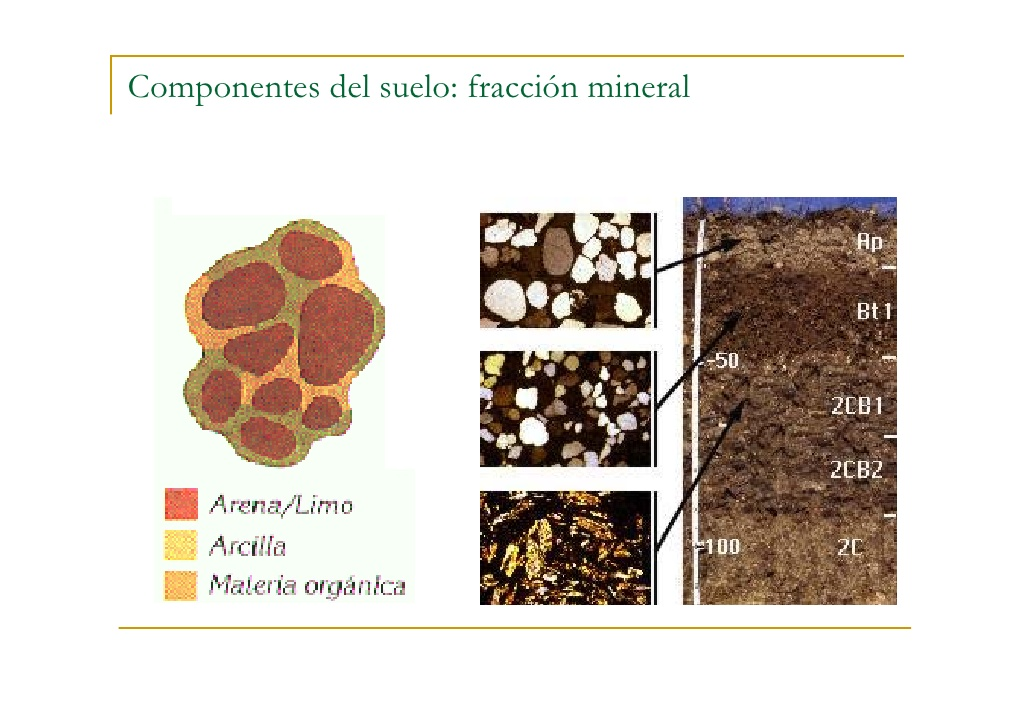 Componentes del suelo: fracción mineral
Arena/Limo
Arcilla
Materia orgánica
Ap
Bt1
-50
2CB1
2CB2
-100
2C